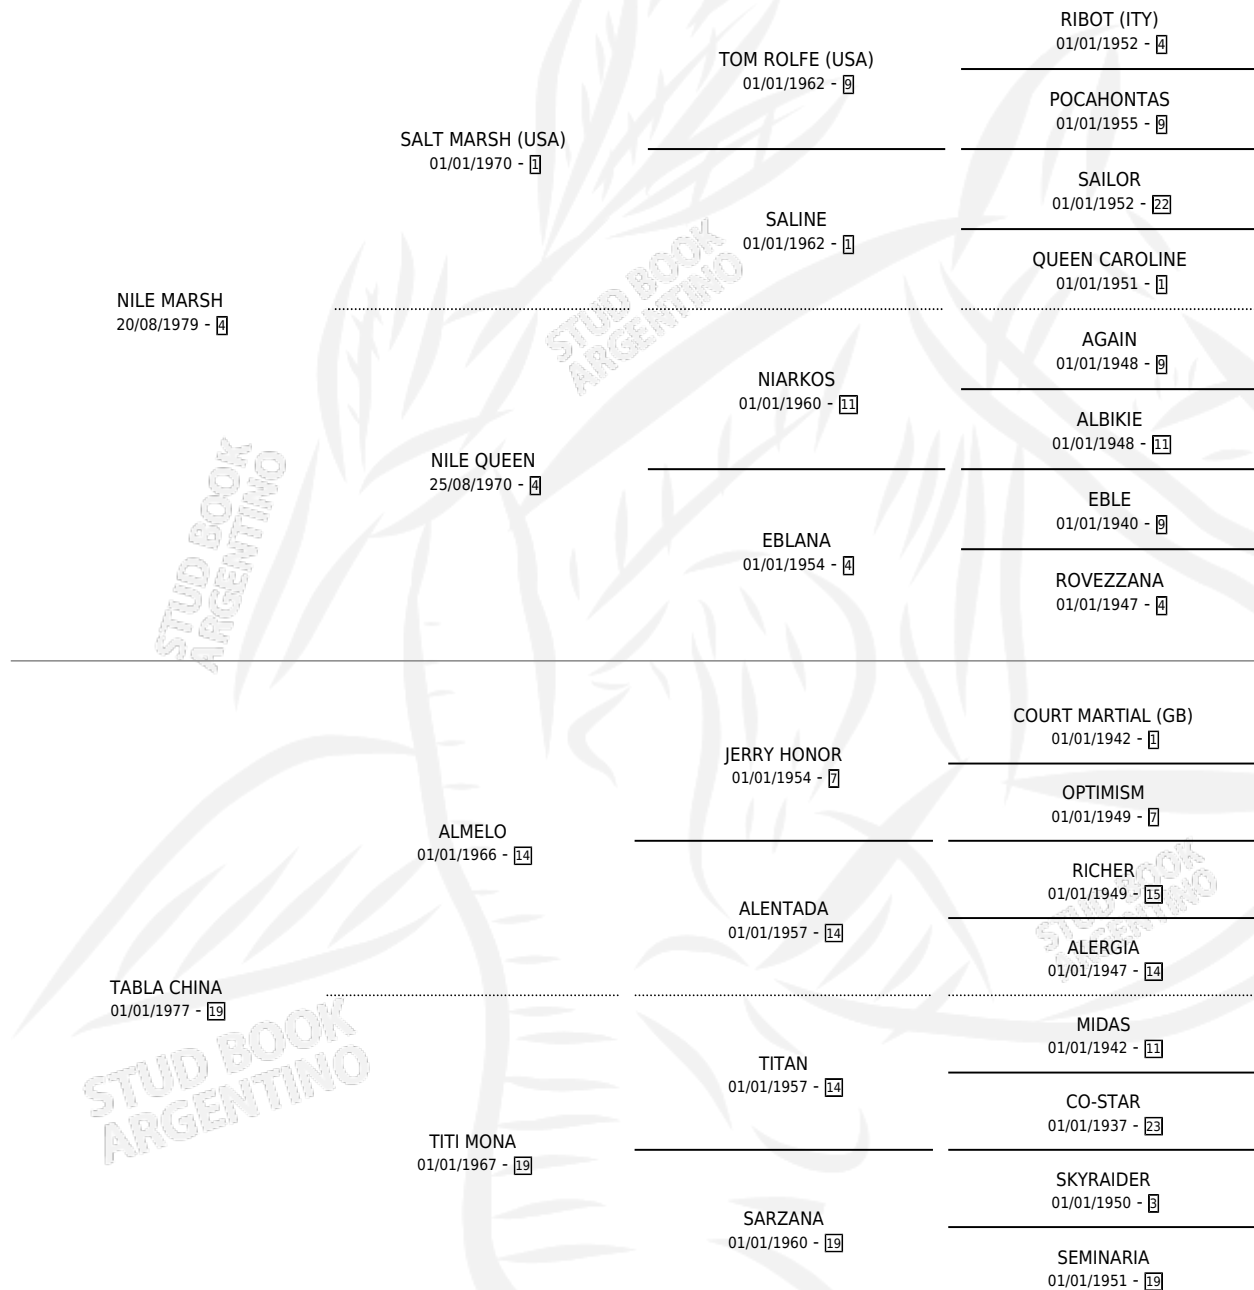 RIBOT (ITY)
01/01/1952 - 4
TOM ROLFE (USA)
01/01/1962 - 9
POCAHONTAS
01/01/1955 - 9
SALT MARSH (USA)
01/01/1970 - 1
SAILOR
01/01/1952 - 22
SALINE
01/01/1962 - 1
QUEEN CAROLINE
01/01/1951 - 1
NILE MARSH
20/08/1979 - 4
AGAIN
01/01/1948 - 9
NIARKOS
01/01/1960 - 11
ALBIKIE
01/01/1948 - 11
NILE QUEEN
25/08/1970 - 4
EBLE
01/01/1940 - 9
EBLANA
01/01/1954 - 4
ROVEZZANA
01/01/1947 - 4
COURT MARTIAL (GB)
01/01/1942 - 1
JERRY HONOR
01/01/1954 - 7
OPTIMISM
01/01/1949 - 7
ALMELO
01/01/1966 - 14
RICHER
01/01/1949 - 15
ALENTADA
01/01/1957 - 14
ALERGIA
01/01/1947 - 14
TABLA CHINA
01/01/1977 - 19
MIDAS
01/01/1942 - 11
TITAN
01/01/1957 - 14
CO-STAR
01/01/1937 - 23
TITI MONA
01/01/1967 - 19
SKYRAIDER
01/01/1950 - 3
SARZANA
01/01/1960 - 19
SEMINARIA
01/01/1951 - 19
STUD BOOK
ARGENTINO
STUD BOOK
ARGENTINO
STUD BOOK
ARGENTINO
STUD BOOK
ARGENTINO